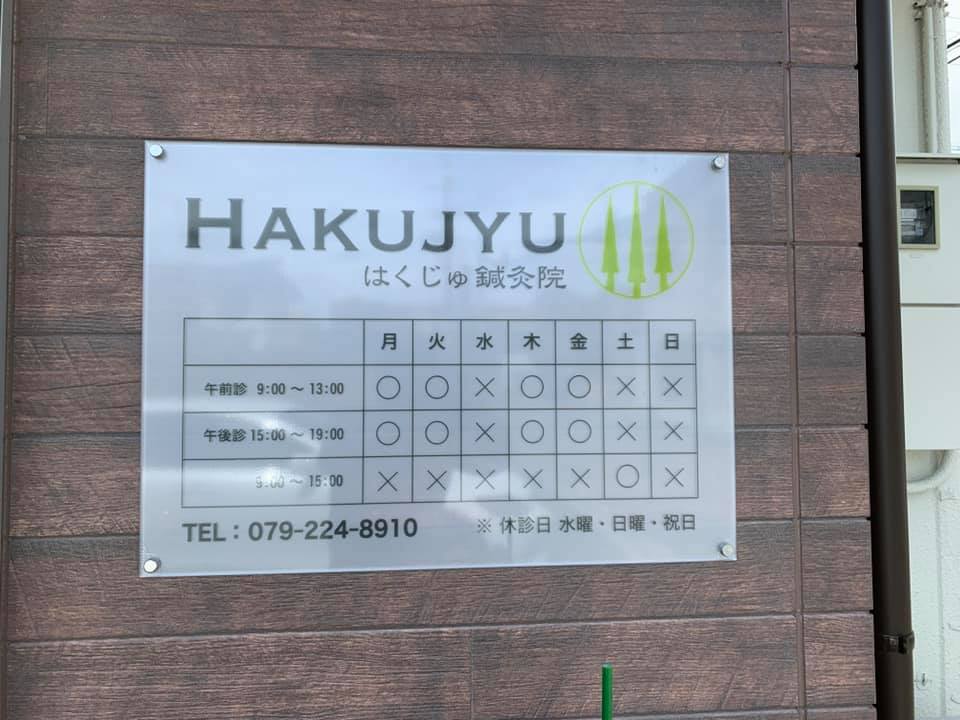 HAKUJYU
はくじゅ鍼灸院
月 火 水 木 金 土 日
午前診 9:00 〜 13:00 ○ ○ × ○ ○ × ×
午後診 15:00 〜 19:00 ○ ○ × ○ ○ × ×
9:00 〜 15:00 × × × × × ○ ×
TEL：079-224-8910 ※ 休診日 水曜・日曜・祝日